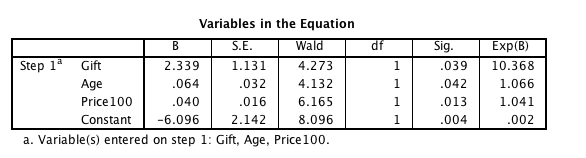 Variables in the Equation
B S.E. Wald df Sig. Exp(B)
Step 1a Gift 2.339 1.131 4.273 1 .039 10.368
Age .064 .032 4.132 1 .042 1.066
Price100 .040 .016 6.165 1 .013 1.041
Constant −6.096 2.142 8.096 1 .004 .002
a. Variable(s) entered on step 1: Gift, Age, Price100.